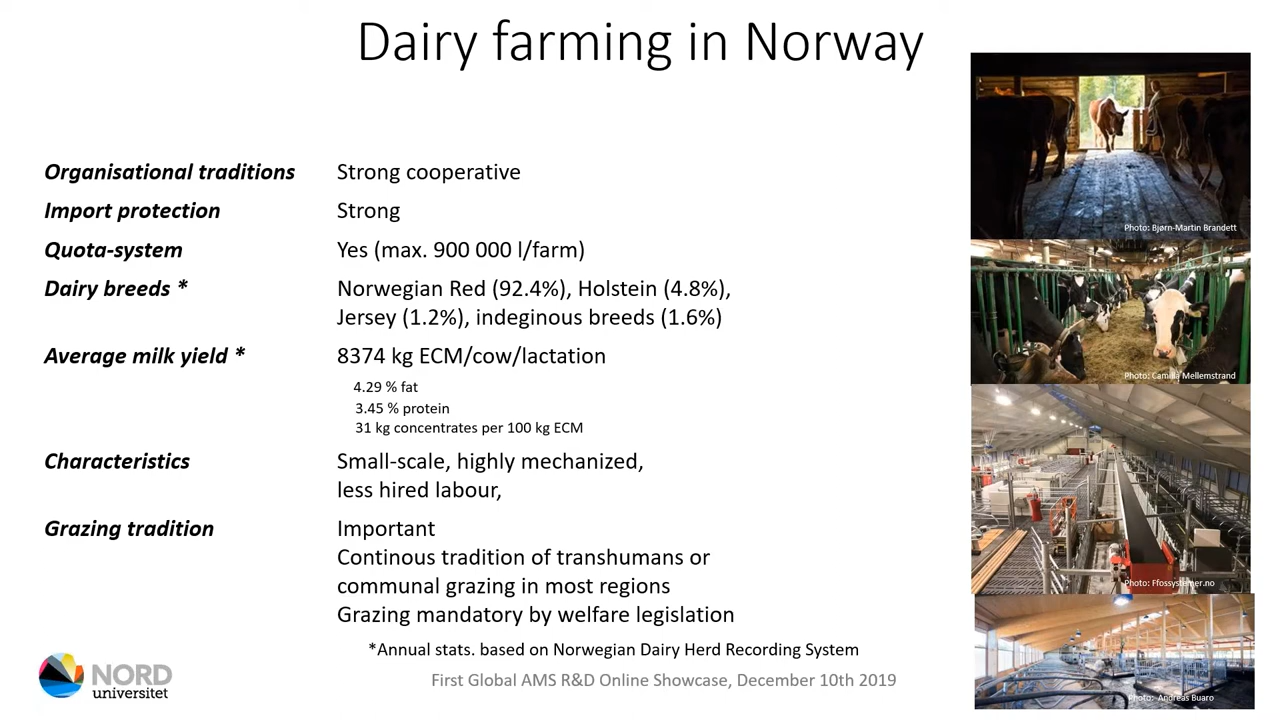 Dairy farming in Norway
Organisational traditions Strong cooperative
Import protection Strong
Quota-system Yes (max. 900 000 l/farm)
Dairy breeds * Norwegian Red (92.4%), Holstein (4.8%),
Jersey (1.2%), indeginous breeds (1.6%)
Average milk yield * 8374 kg ECM/cow/lactation
4.29 % fat
3.45 % protein
31 kg concentrates per 100 kg ECM
Characteristics Small-scale, highly mechanized,
less hired labour,
Grazing tradition Important
Continous tradition of transhumans or
communal grazing in most regions
Grazing mandatory by welfare legislation
*Annual stats. based on Norwegian Dairy Herd Recording System
First Global AMS R&D Online Showcase, December 10th 2019
NORD
universitet
Photo: Bjørn-Martin Brandett
Photo: Camilla Mellemstrand
Photo: Ffossystemer.no
Photo: Andreas Buarø